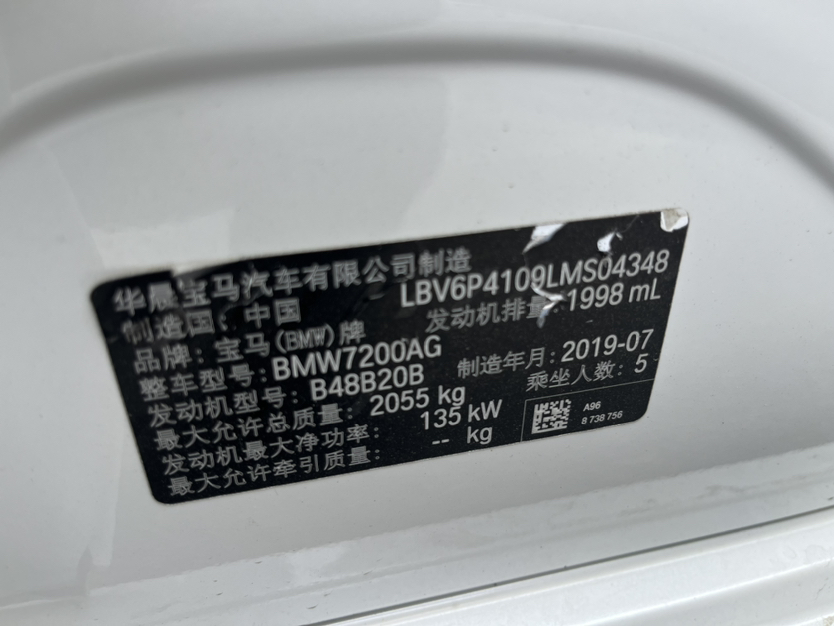 华晨宝马汽车有限公司制造
LBV6P4109LMS04348
制造国：中国
发动机排量：1998 mL
品牌：宝马(BMW)牌
整车型号：BMW7200AG
制造年月：2019-07
发动机型号：B48B20B
乘坐人数：5
最大允许总质量：2055 kg
发动机最大净功率：135 kW
最大允许牵引质量：-- kg
A96
8 738 756